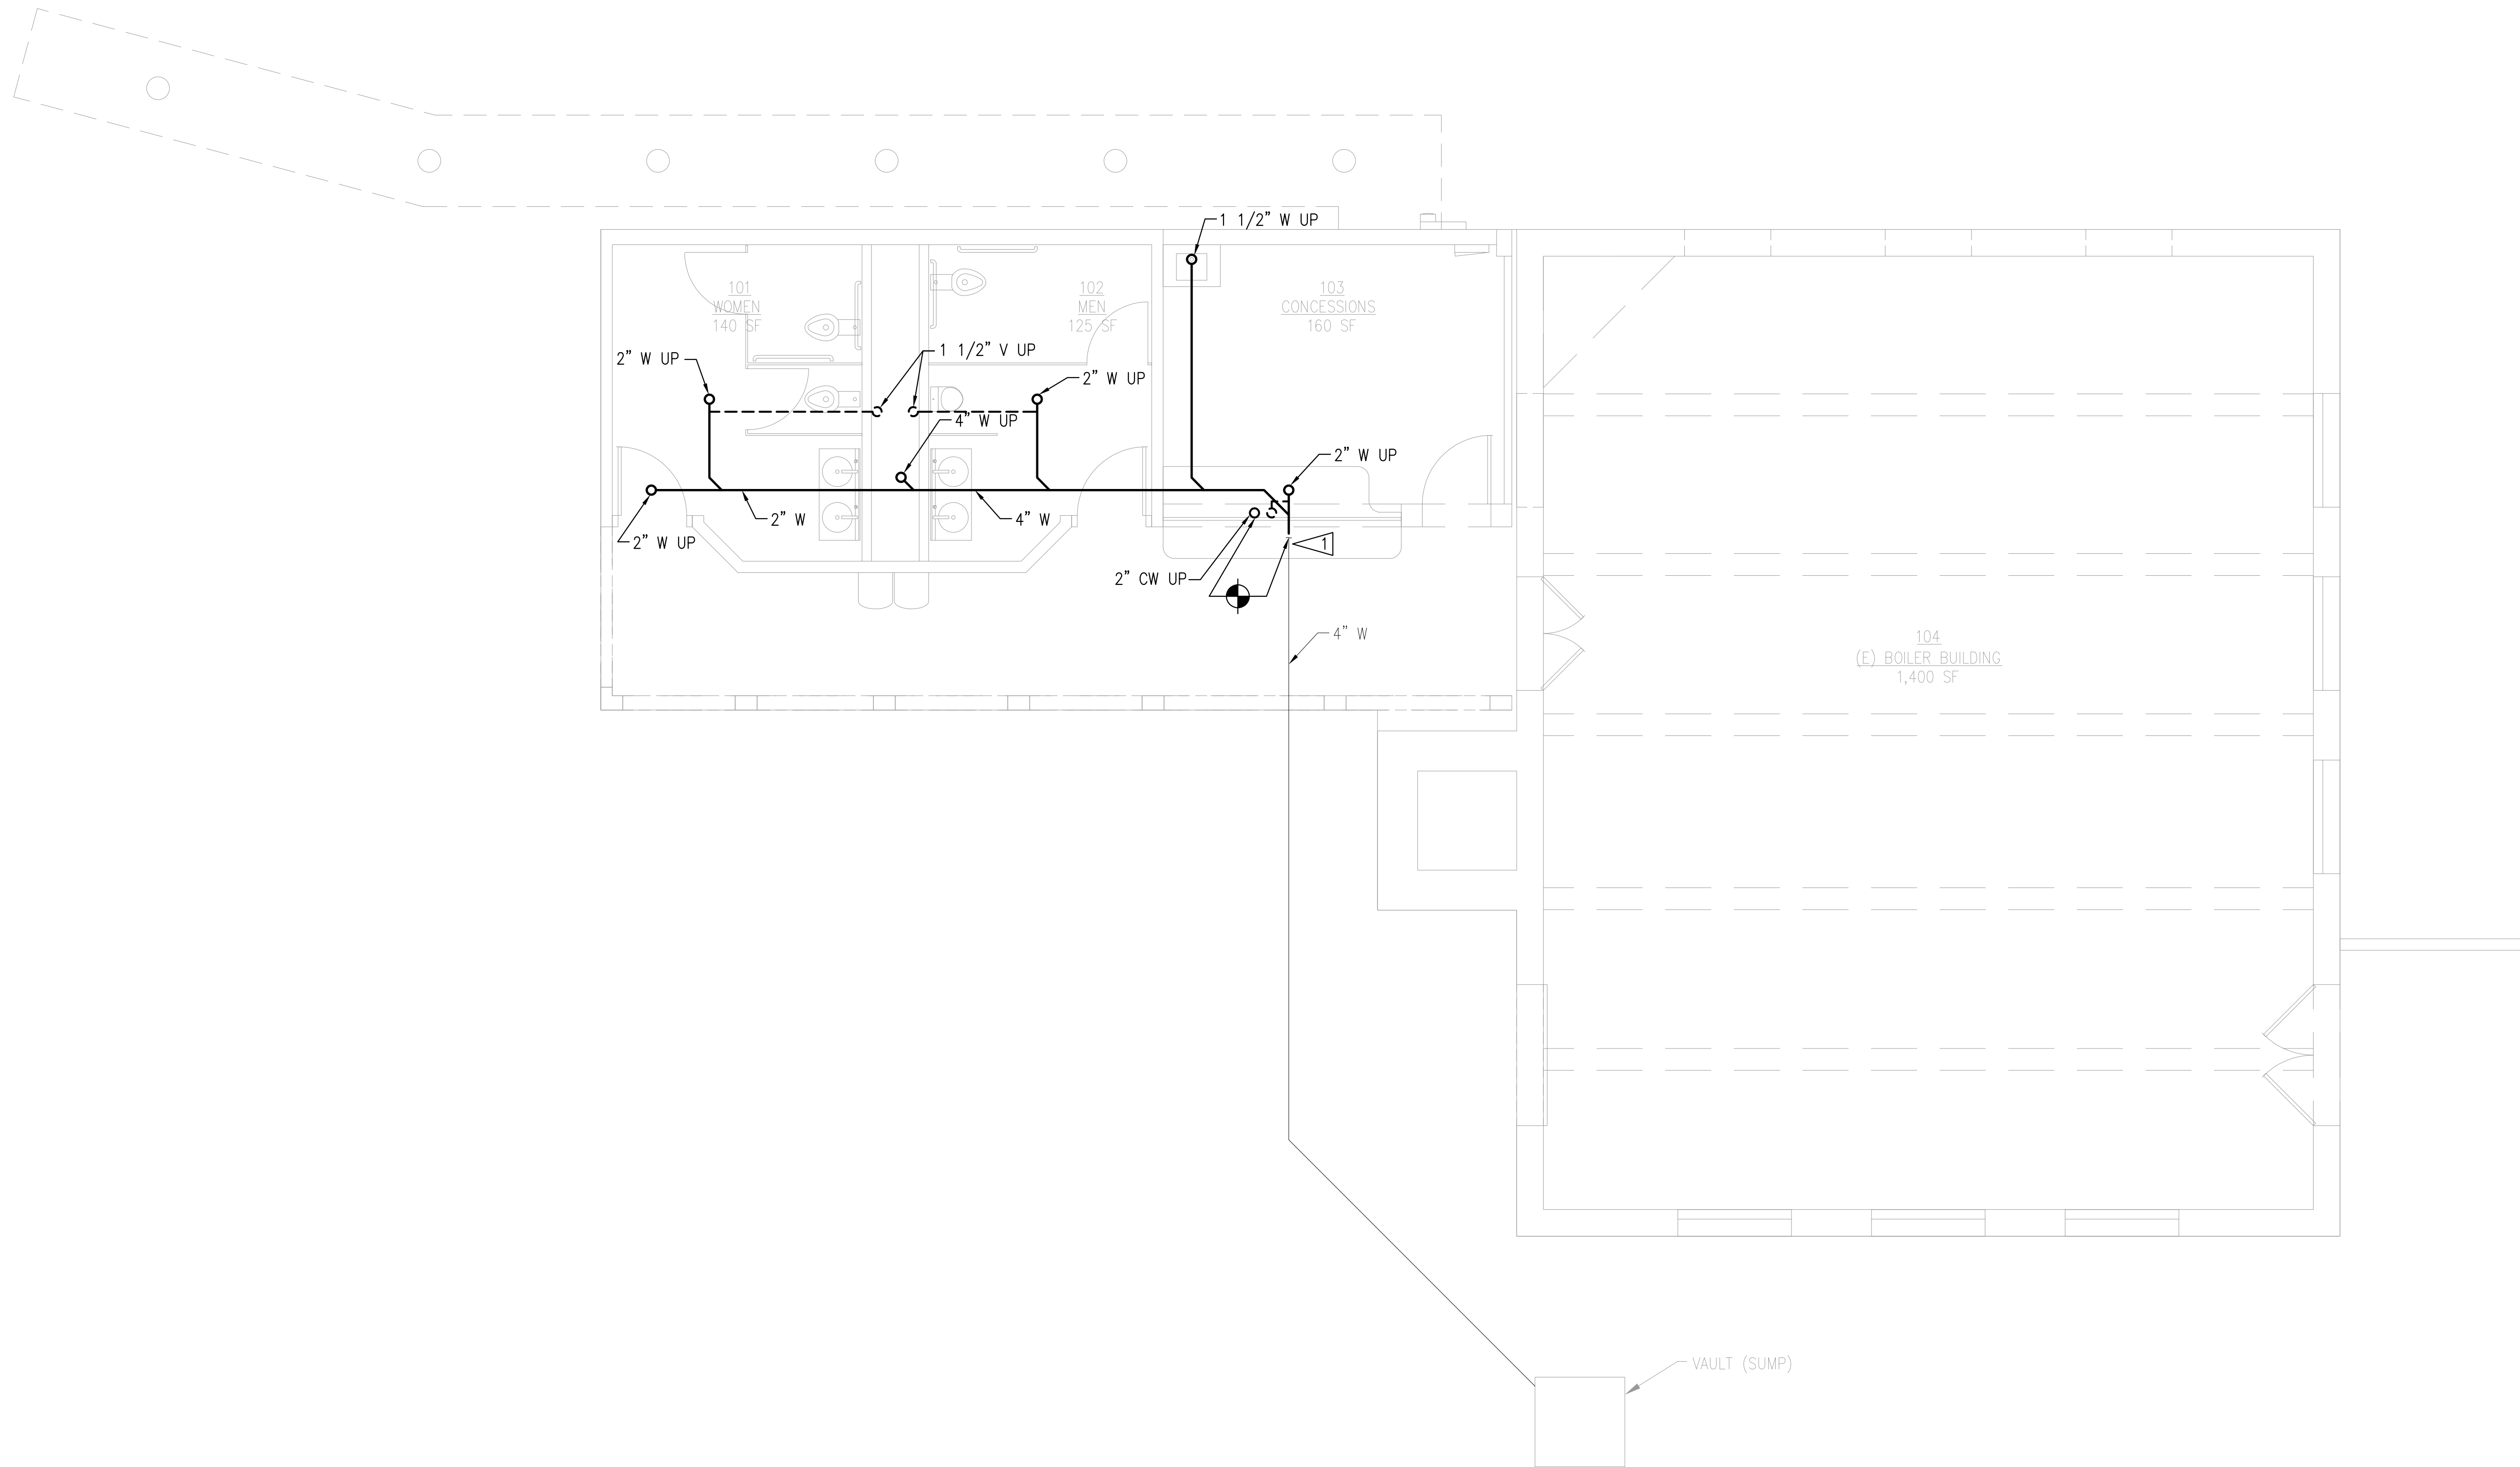 1 1/2" W UP
101
WOMEN
140 SF
102
MEN
125 SF
103
CONCESSIONS
160 SF
2" W UP
1 1/2" V UP
2" W UP
4" W UP
2" W UP
2" W
4" W
2" W UP
1
2" CW UP
4" W
104
(E) BOILER BUILDING
1,400 SF
VAULT (SUMP)